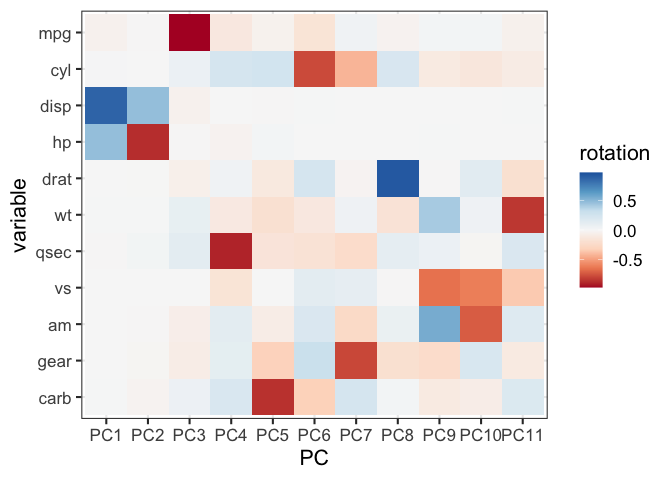 mpg
cyl
disp
hp
drat
wt
qsec
vs
am
gear
carb
variable
PC1 PC2 PC3 PC4 PC5 PC6 PC7 PC8 PC9 PC10 PC11
PC
rotation
0.5
0.0
-0.5